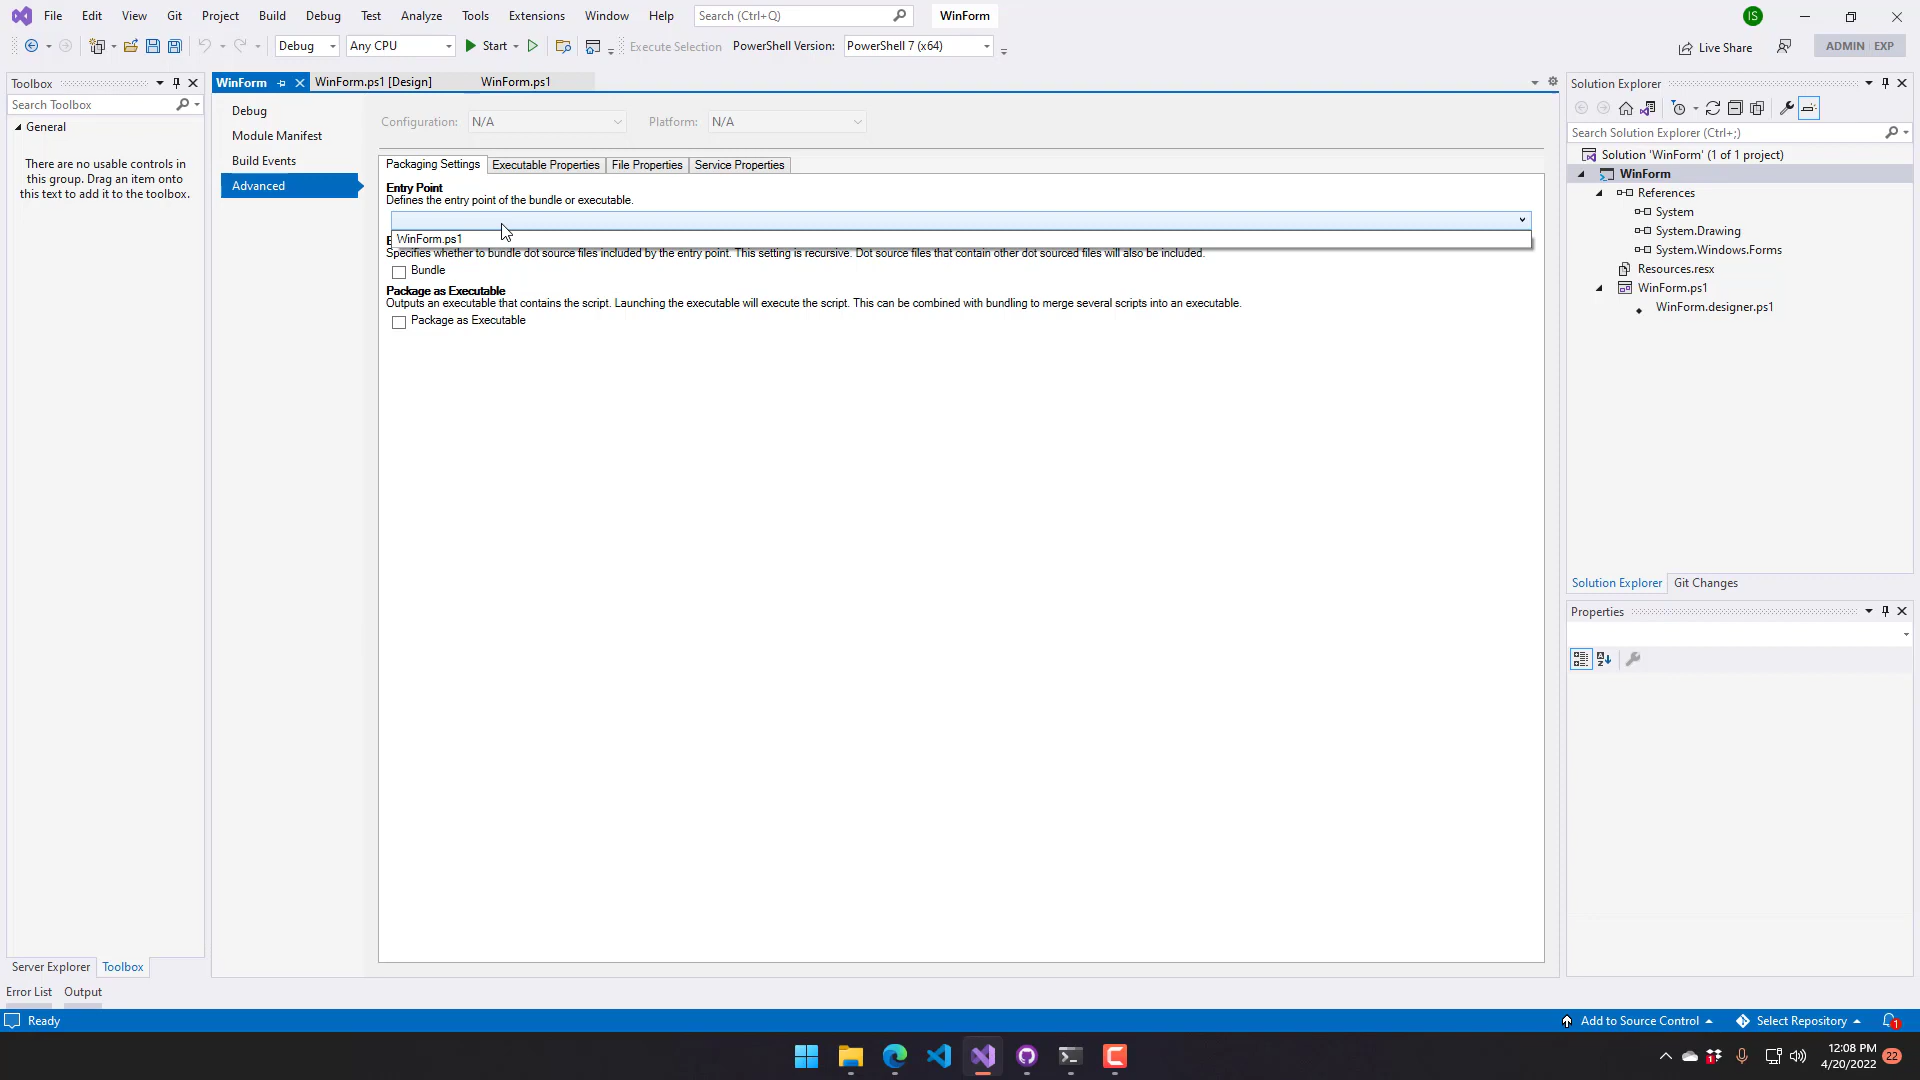 File Edit View Git Project Build Debug Test Analyze Tools Extensions Window Help Search (Ctrl+Q) WinForm IS
Debug Any CPU Start Execute Selection PowerShell Version: PowerShell 7 (x64) Live Share ADMIN EXP
Toolbox
Search Toolbox
General
There are no usable controls in
this group. Drag an item onto
this text to add it to the toolbox.
Server Explorer Toolbox
WinForm WinForm.ps1 [Design] WinForm.ps1
Debug
Module Manifest
Build Events
Advanced
Configuration: N/A Platform: N/A
Packaging Settings Executable Properties File Properties Service Properties
Entry Point
Defines the entry point of the bundle or executable.
WinForm.ps1
Specifies whether to bundle dot source files included by the entry point. This setting is recursive. Dot source files that contain other dot sourced files will also be included.
Bundle
Package as Executable
Outputs an executable that contains the script. Launching the executable will execute the script. This can be combined with bundling to merge several scripts into an executable.
Package as Executable
Solution Explorer
Search Solution Explorer (Ctrl+;)
Solution 'WinForm' (1 of 1 project)
WinForm
References
System
System.Drawing
System.Windows.Forms
Resources.resx
WinForm.ps1
WinForm.designer.ps1
Solution Explorer Git Changes
Properties
Error List Output
Ready Add to Source Control Select Repository 1
12:08 PM
4/20/2022
22